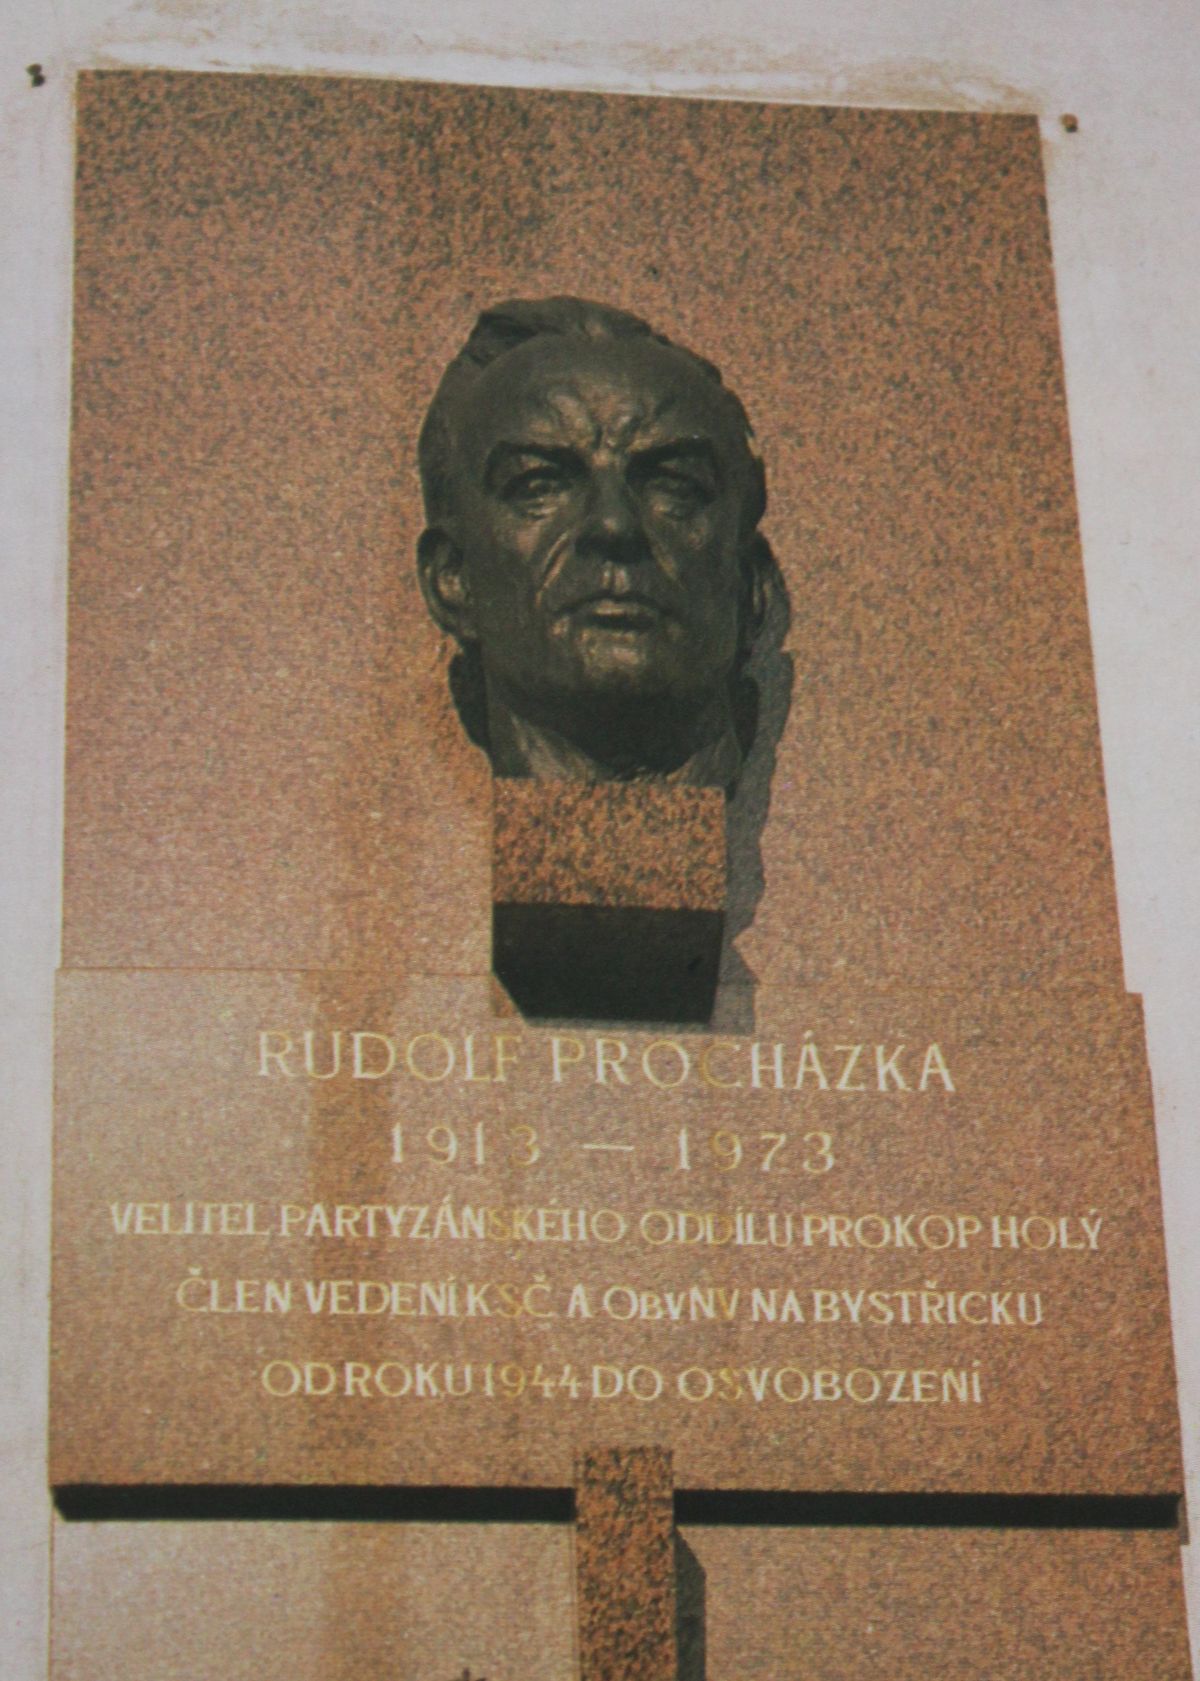 RUDOLF PROCHÁZKA
1913 — 1973
VELITEL PARTYZÁNSKÉHO ODDÍLU PROKOP HOLÝ
ČLEN VEDENÍ KSČ A OBVNV NA BYSTŘICKU
OD ROKU 1944 DO OSVOBOZENÍ